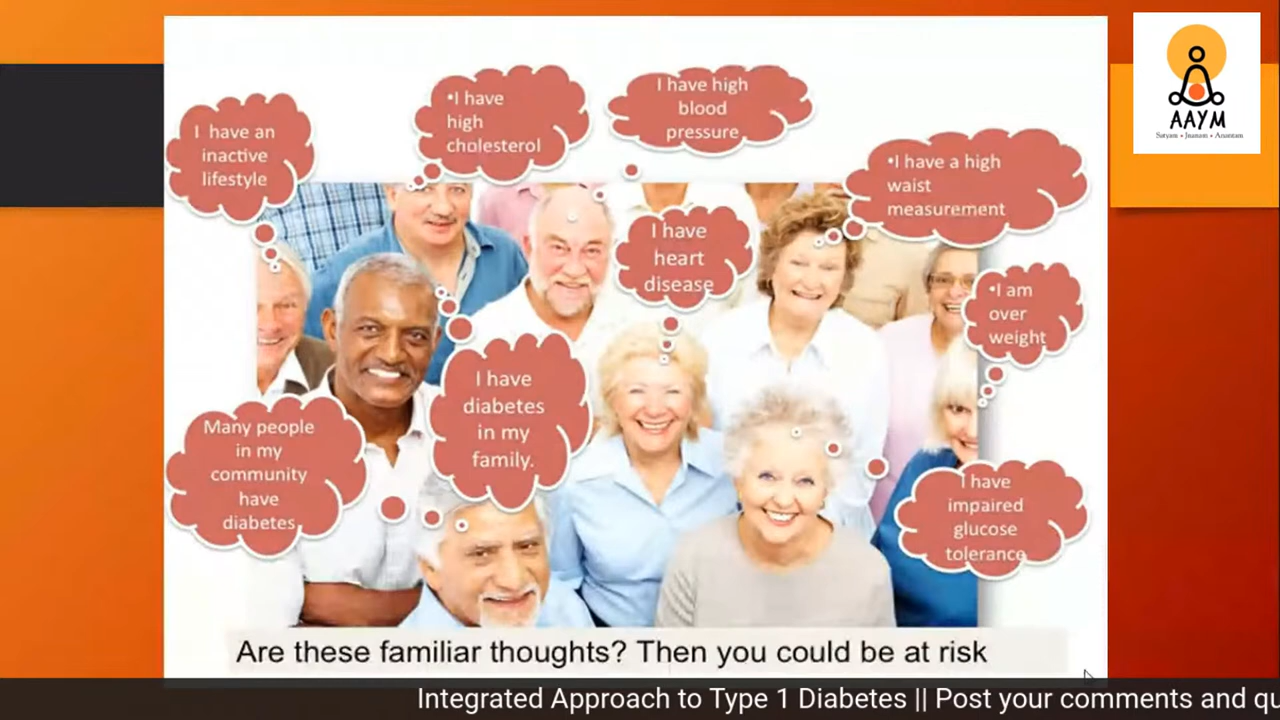 I have an
inactive
lifestyle
•I have
high
cholesterol
I have high
blood
pressure
•I have a high
waist
measurement
I have
heart
disease
•I am
over
weight
I have
diabetes
in my
family.
Many people
in my
community
have
diabetes
I have
impaired
glucose
tolerance
Are these familiar thoughts? Then you could be at risk
AAYM
Satyam • Jnanam • Anantam
Integrated Approach to Type 1 Diabetes || Post your comments and qu